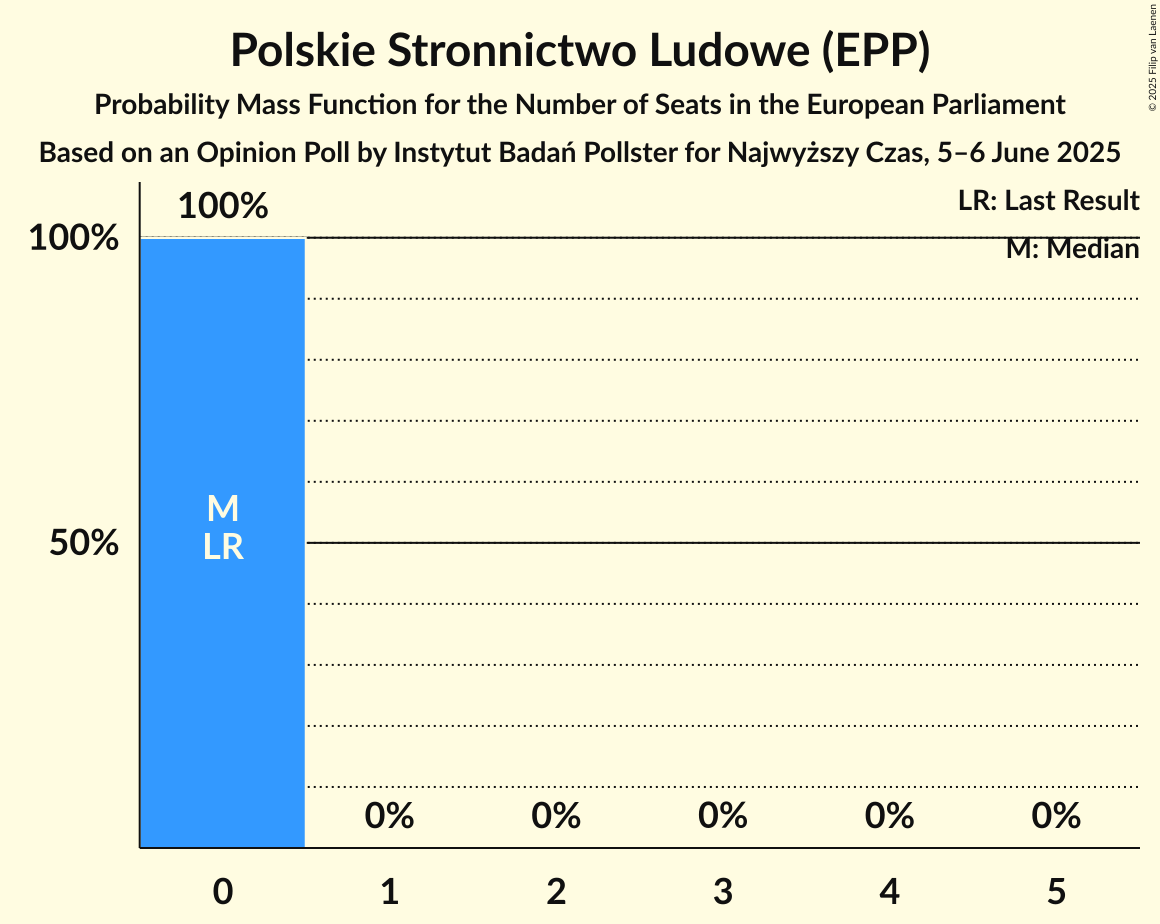 Polskie Stronnictwo Ludowe (EPP)
Probability Mass Function for the Number of Seats in the European Parliament
Based on an Opinion Poll by Instytut Badań Pollster for Najwyższy Czas, 5–6 June 2025
© 2025 Filip van Laenen
LR: Last Result
M: Median
100%
100%
50%
M
LR
0% 0% 0% 0% 0%
0 1 2 3 4 5